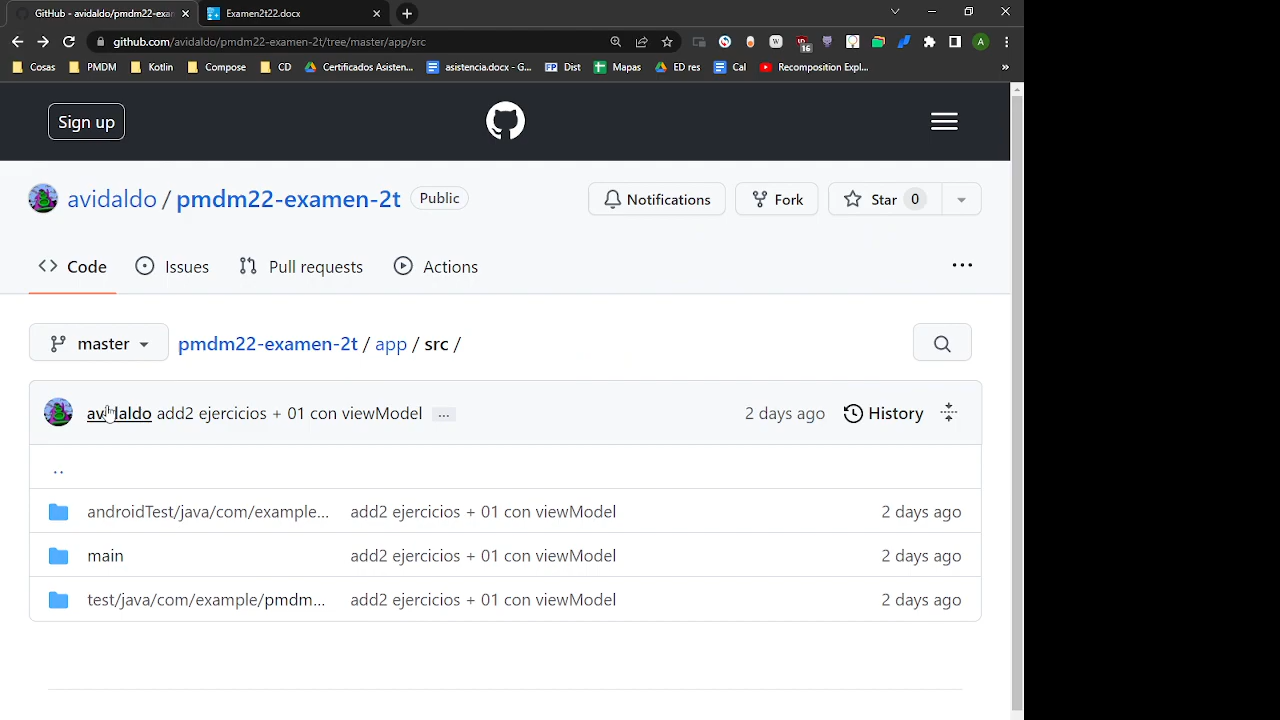 GitHub - avidaldo/pmdm22-exar
Examen2t22.docx
github.com/avidaldo/pmdm22-examen-2t/tree/master/app/src
16
A
Cosas
PMDM
Kotlin
Compose
CD
Certificados Asisten...
asistencia.docx - G...
FP Dist
Mapas
ED res
Cal
Recomposition Expl...
»
Sign up
avidaldo / pmdm22-examen-2t Public
Notifications
Fork
Star 0
Code
Issues
Pull requests
Actions
master
pmdm22-examen-2t / app / src /
avidaldo add2 ejercicios + 01 con viewModel ... 2 days ago History
..
androidTest/java/com/example... add2 ejercicios + 01 con viewModel 2 days ago
main add2 ejercicios + 01 con viewModel 2 days ago
test/java/com/example/pmdm... add2 ejercicios + 01 con viewModel 2 days ago